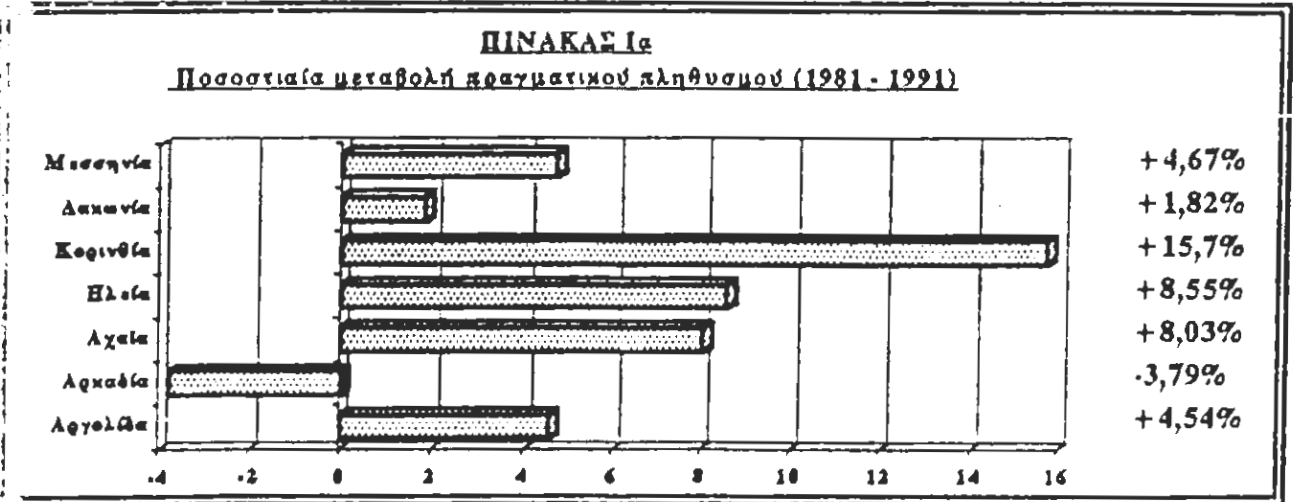 ΠΙΝΑΚΑΣ Ια
Ποσοστιαία μεταβολή πραγματικού πληθυσμού (1981 - 1991)
Μεσσηνία +4,67%
Λακωνία +1,82%
Κορινθία +15,7%
Ηλεία +8,55%
Αχαία +8,03%
Αρκαδία -3,79%
Αργολίδα +4,54%
-4 -2 0 2 4 6 8 10 12 14 16